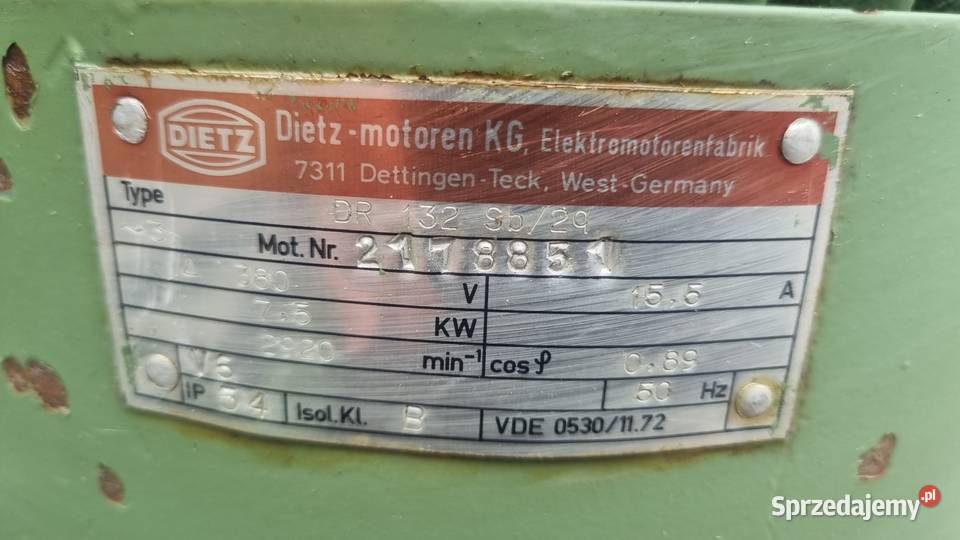 DIETZ
Dietz-motoren KG, Elektromotorenfabrik
7311 Dettingen-Teck, West-Germany
Type DR 132 Sb/2q
~3 Mot.Nr. 2178851
Δ 380 V 15,5 A
7,5 KW
2920 min⁻¹ cos φ 0.89
V6 50 Hz
IP 54 Isol.Kl. B VDE 0530/11.72
Sprzedajemy.pl